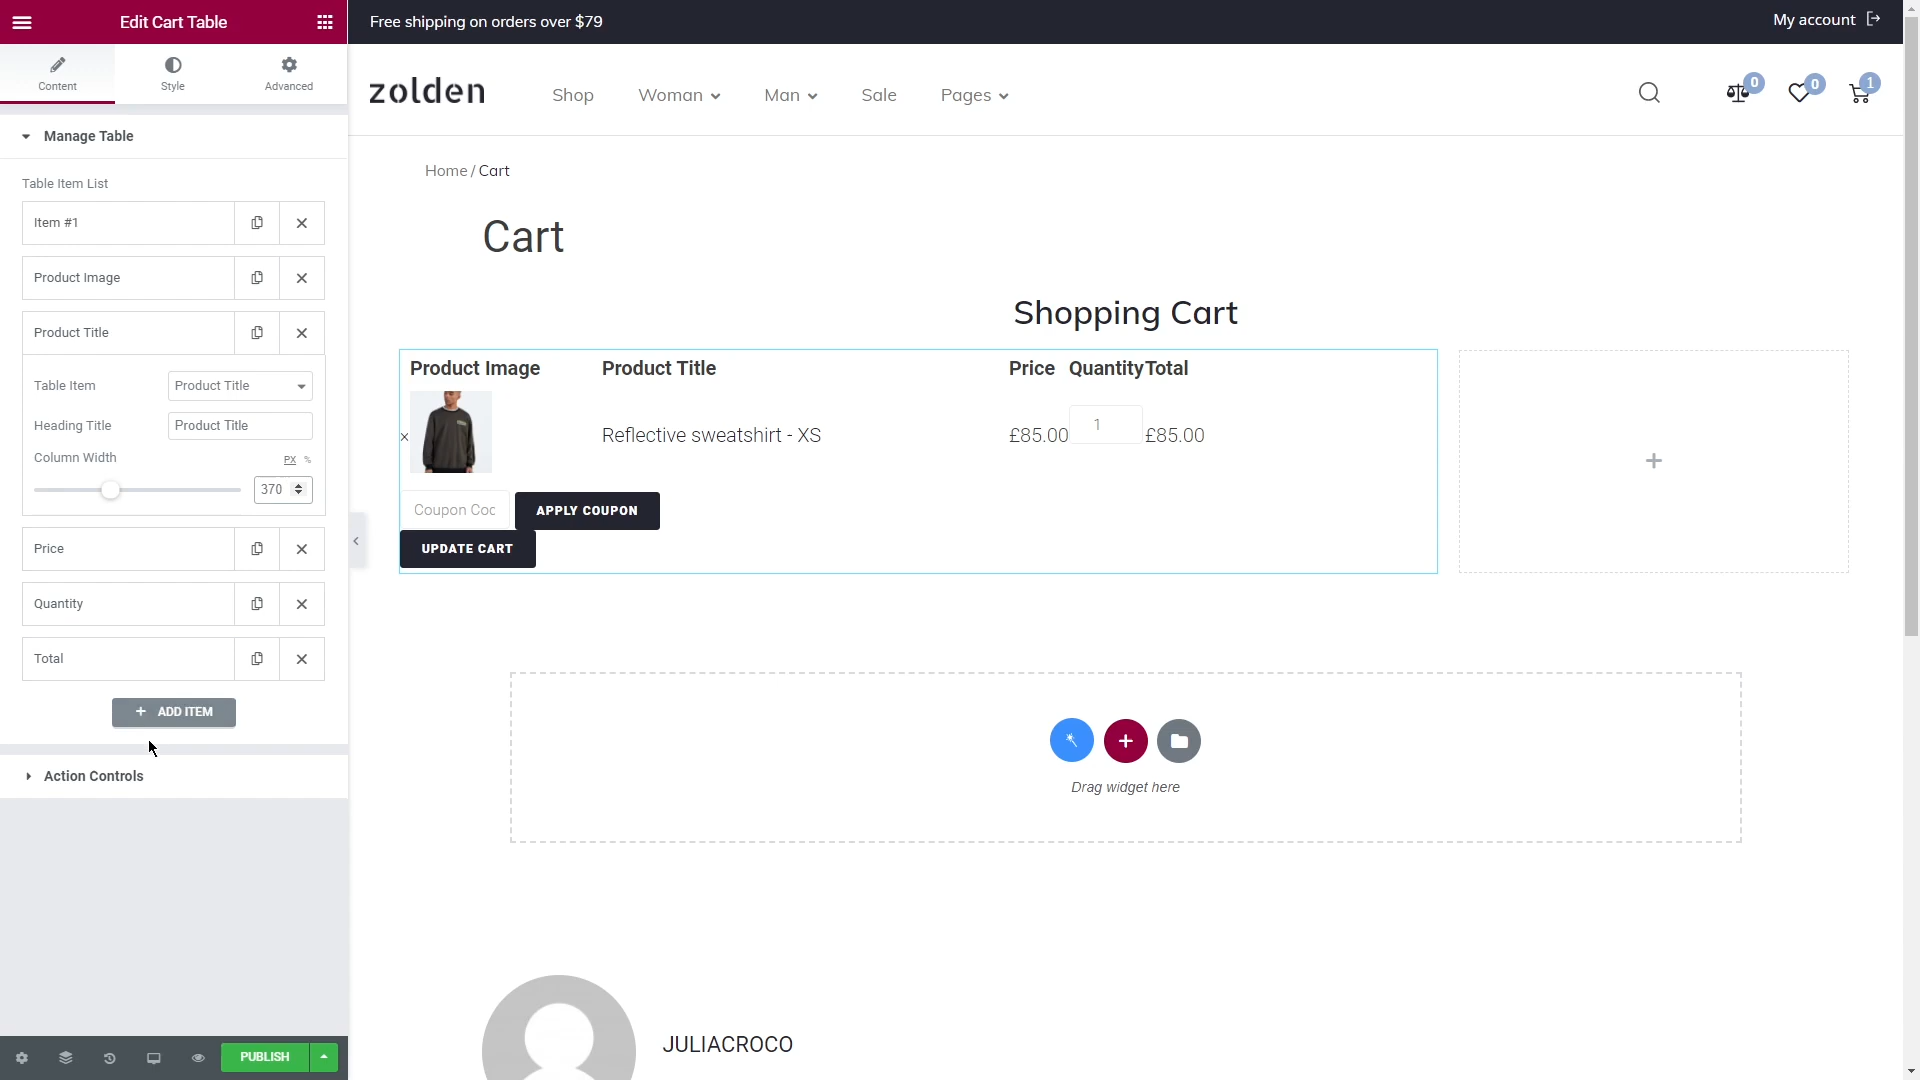 Edit Cart Table
Content
Style
Advanced
Manage Table
Table Item List
Item #1
Product Image
Product Title
Table Item
Product Title
Heading Title
Product Title
Column Width
PX %
370
Price
Quantity
Total
+ ADD ITEM
Action Controls
PUBLISH
Free shipping on orders over $79
My account
zolden
Shop
Woman
Man
Sale
Pages
0
0
1
Home / Cart
Cart
Shopping Cart
Product Image Product Title Price Quantity Total
× Reflective sweatshirt - XS £85.00 1 £85.00
Coupon Coc APPLY COUPON
UPDATE CART
Drag widget here
JULIACROCO